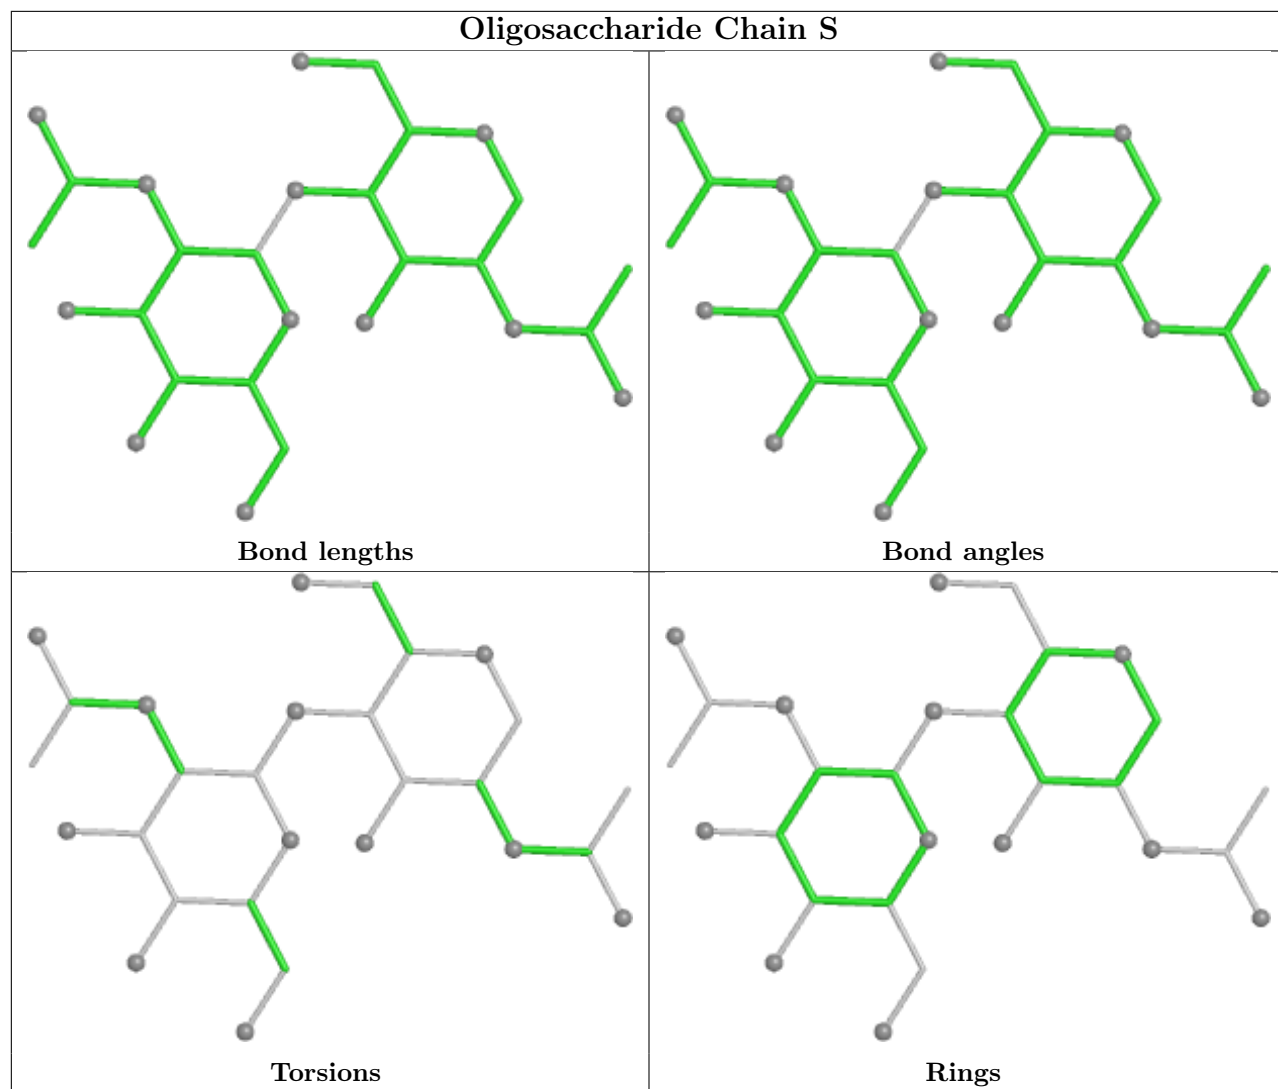 Oligosaccharide Chain S
Bond lengths
Bond angles
Torsions
Rings